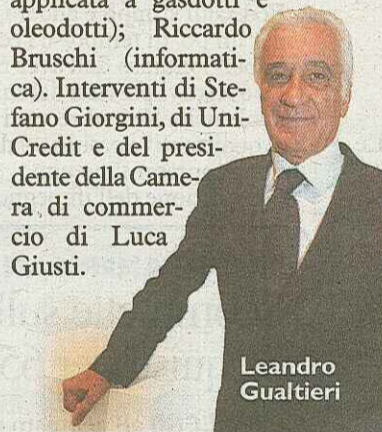 applicata a gasdotti e
oleodotti); Riccardo
Bruschi (informati-
ca). Interventi di Ste-
fano Giorgini, di Uni-
Credit e del presi-
dente della Came-
ra di commer-
cio di Luca
Giusti.
Leandro
Gualtieri